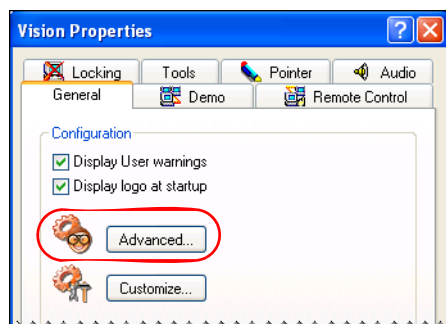 Vision Properties
Locking Tools Pointer Audio
General Demo Remote Control
Configuration
Display User warnings
Display logo at startup
Advanced...
Customize...